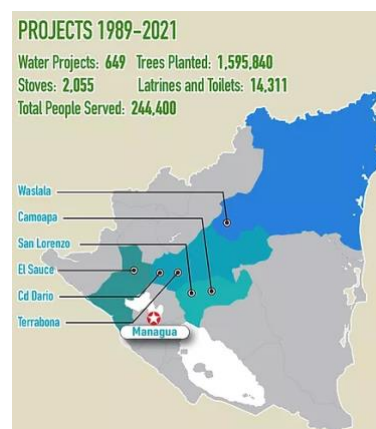 PROJECTS 1989-2021
Water Projects: 649 Trees Planted: 1,595,840
Stoves: 2,055 Latrines and Toilets: 14,311
Total People Served: 244,400
Waslala
Camoapa
San Lorenzo
El Sauce
Cd Dario
Terrabona
Managua